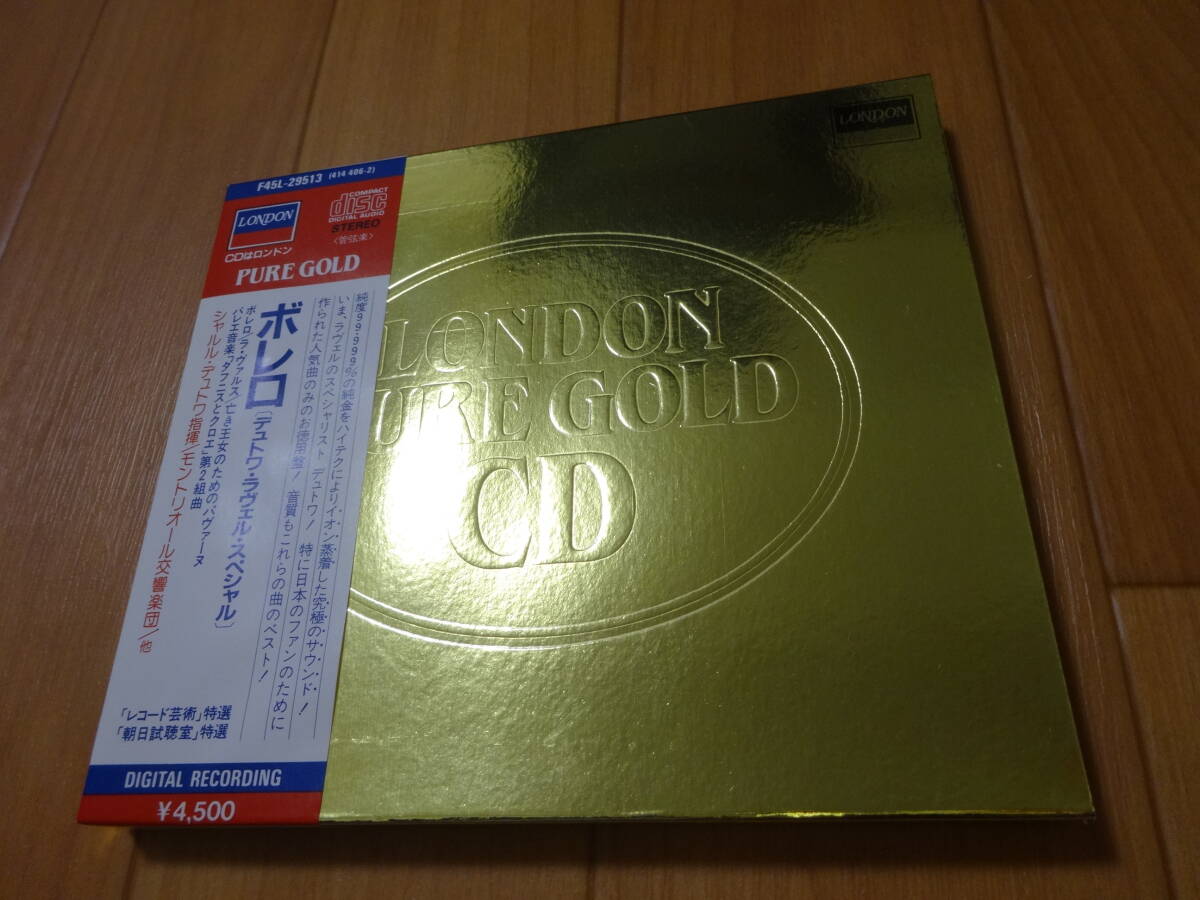 F45L-29513 (414 406-2)
LONDON
COMPACT
disc
DIGITAL AUDIO
STEREO
〈管弦楽〉
CDはロンドン
PURE GOLD
純度99.999%の純金をハイテクによりイオン蒸着した究極のサウンド!
いま、ラヴェルのスペシャリスト デュトワ! 特に日本のファンのために
作られた人気曲のみのお徳用盤! 音質もこれらの曲のベスト!
ボレロ〔デュトワ・ラヴェル・スペシャル〕
ボレロ/ラ・ヴァルス/亡き王女のためのパヴァーヌ
バレエ音楽「ダフニスとクロエ」第2組曲
シャルル・デュトワ指揮/モントリオール交響楽団/他
「レコード芸術」特選
「朝日試聴室」特選
DIGITAL RECORDING
¥4,500
LONDON
LONDON
URE GOLD
CD